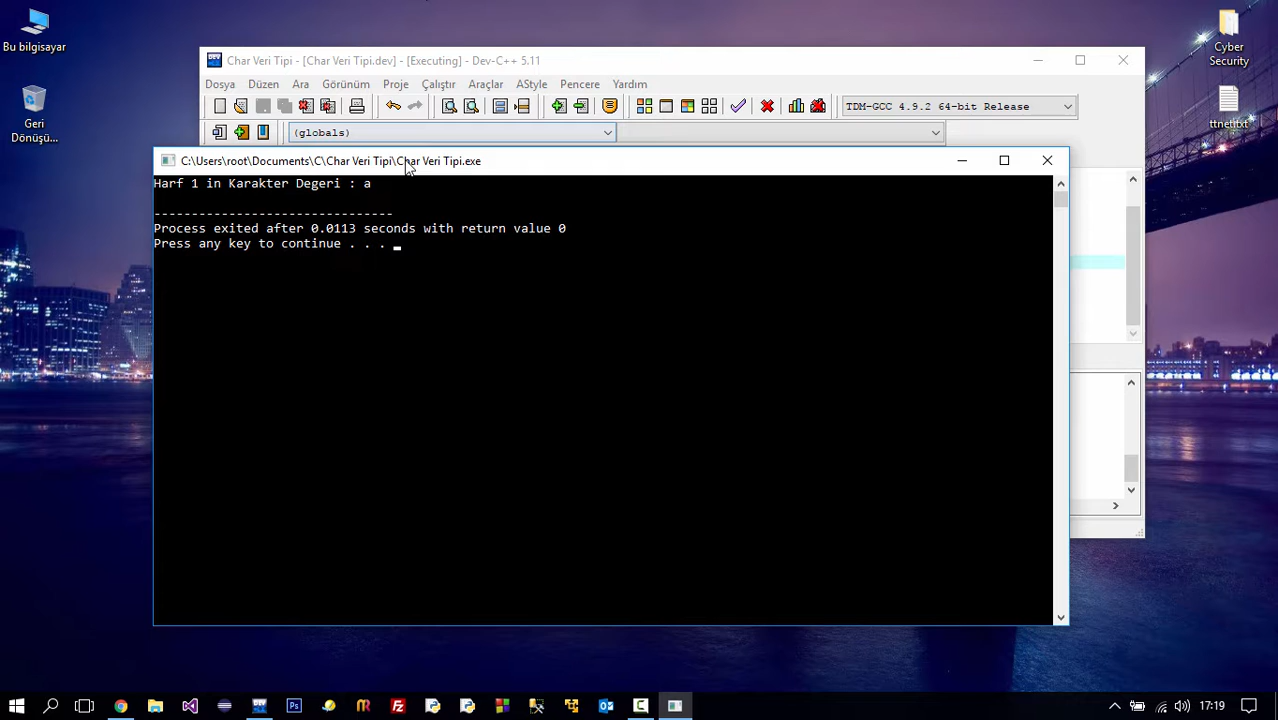 Bu bilgisayar
Geri
Dönüşü...
Cyber
Security
ttnet.txt
Char Veri Tipi - [Char Veri Tipi.dev] - [Executing] - Dev-C++ 5.11
Dosya Düzen Ara Görünüm Proje Çalıştır Araçlar AStyle Pencere Yardım
TDM-GCC 4.9.2 64-bit Release
(globals)
C:\Users\root\Documents\C\Char Veri Tipi\Char Veri Tipi.exe
Harf 1 in Karakter Degeri : a
--------------------------------
Process exited after 0.0113 seconds with return value 0
Press any key to continue . . .
17:19